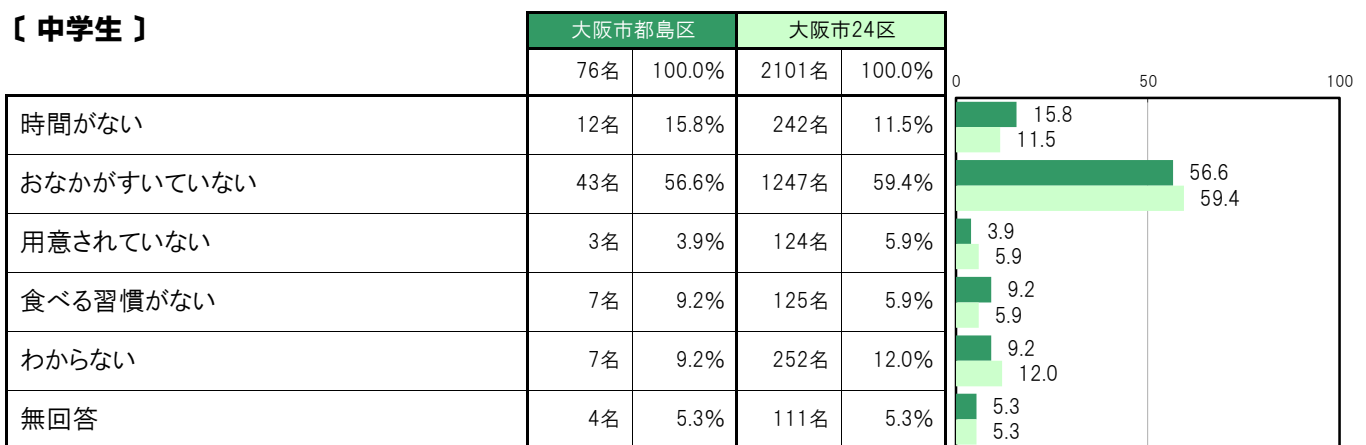 〔 中学生 〕
大阪市都島区 大阪市24区
76名 100.0% 2101名 100.0%
0 50 100
時間がない 12名 15.8% 242名 11.5%
15.8
11.5
おなかがすいていない 43名 56.6% 1247名 59.4%
56.6
59.4
用意されていない 3名 3.9% 124名 5.9%
3.9
5.9
食べる習慣がない 7名 9.2% 125名 5.9%
9.2
5.9
わからない 7名 9.2% 252名 12.0%
9.2
12.0
無回答 4名 5.3% 111名 5.3%
5.3
5.3